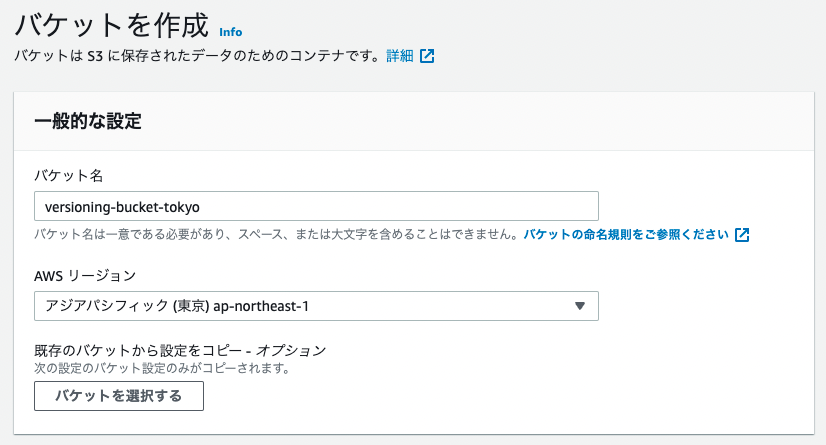 バケットを作成 Info
バケットは S3 に保存されたデータのためのコンテナです。詳細
一般的な設定
バケット名
versioning-bucket-tokyo
バケット名は一意である必要があり、スペース、または大文字を含めることはできません。バケットの命名規則をご参照ください
AWS リージョン
アジアパシフィック (東京) ap-northeast-1
既存のバケットから設定をコピー - オプション
次の設定のバケット設定のみがコピーされます。
バケットを選択する